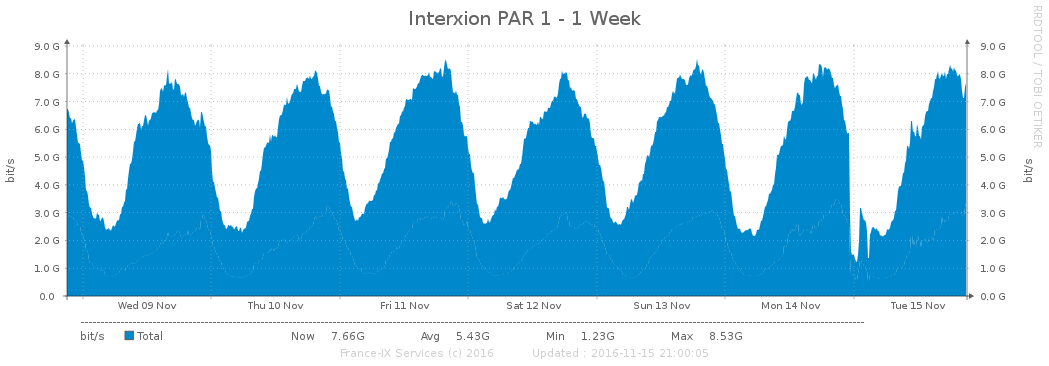 Interxion PAR 1 - 1 Week
RRDTOOL / TOBI OETIKER
bit/s
9.0 G 9.0 G
8.0 G 8.0 G
7.0 G 7.0 G
6.0 G 6.0 G
5.0 G 5.0 G
4.0 G 4.0 G
3.0 G 3.0 G
2.0 G 2.0 G
1.0 G 1.0 G
0.0 0.0 G
bit/s
Wed 09 Nov Thu 10 Nov Fri 11 Nov Sat 12 Nov Sun 13 Nov Mon 14 Nov Tue 15 Nov
bit/s Total Now 7.66G Avg 5.43G Min 1.23G Max 8.53G
France-IX Services (c) 2016 Updated : 2016-11-15 21:00:05